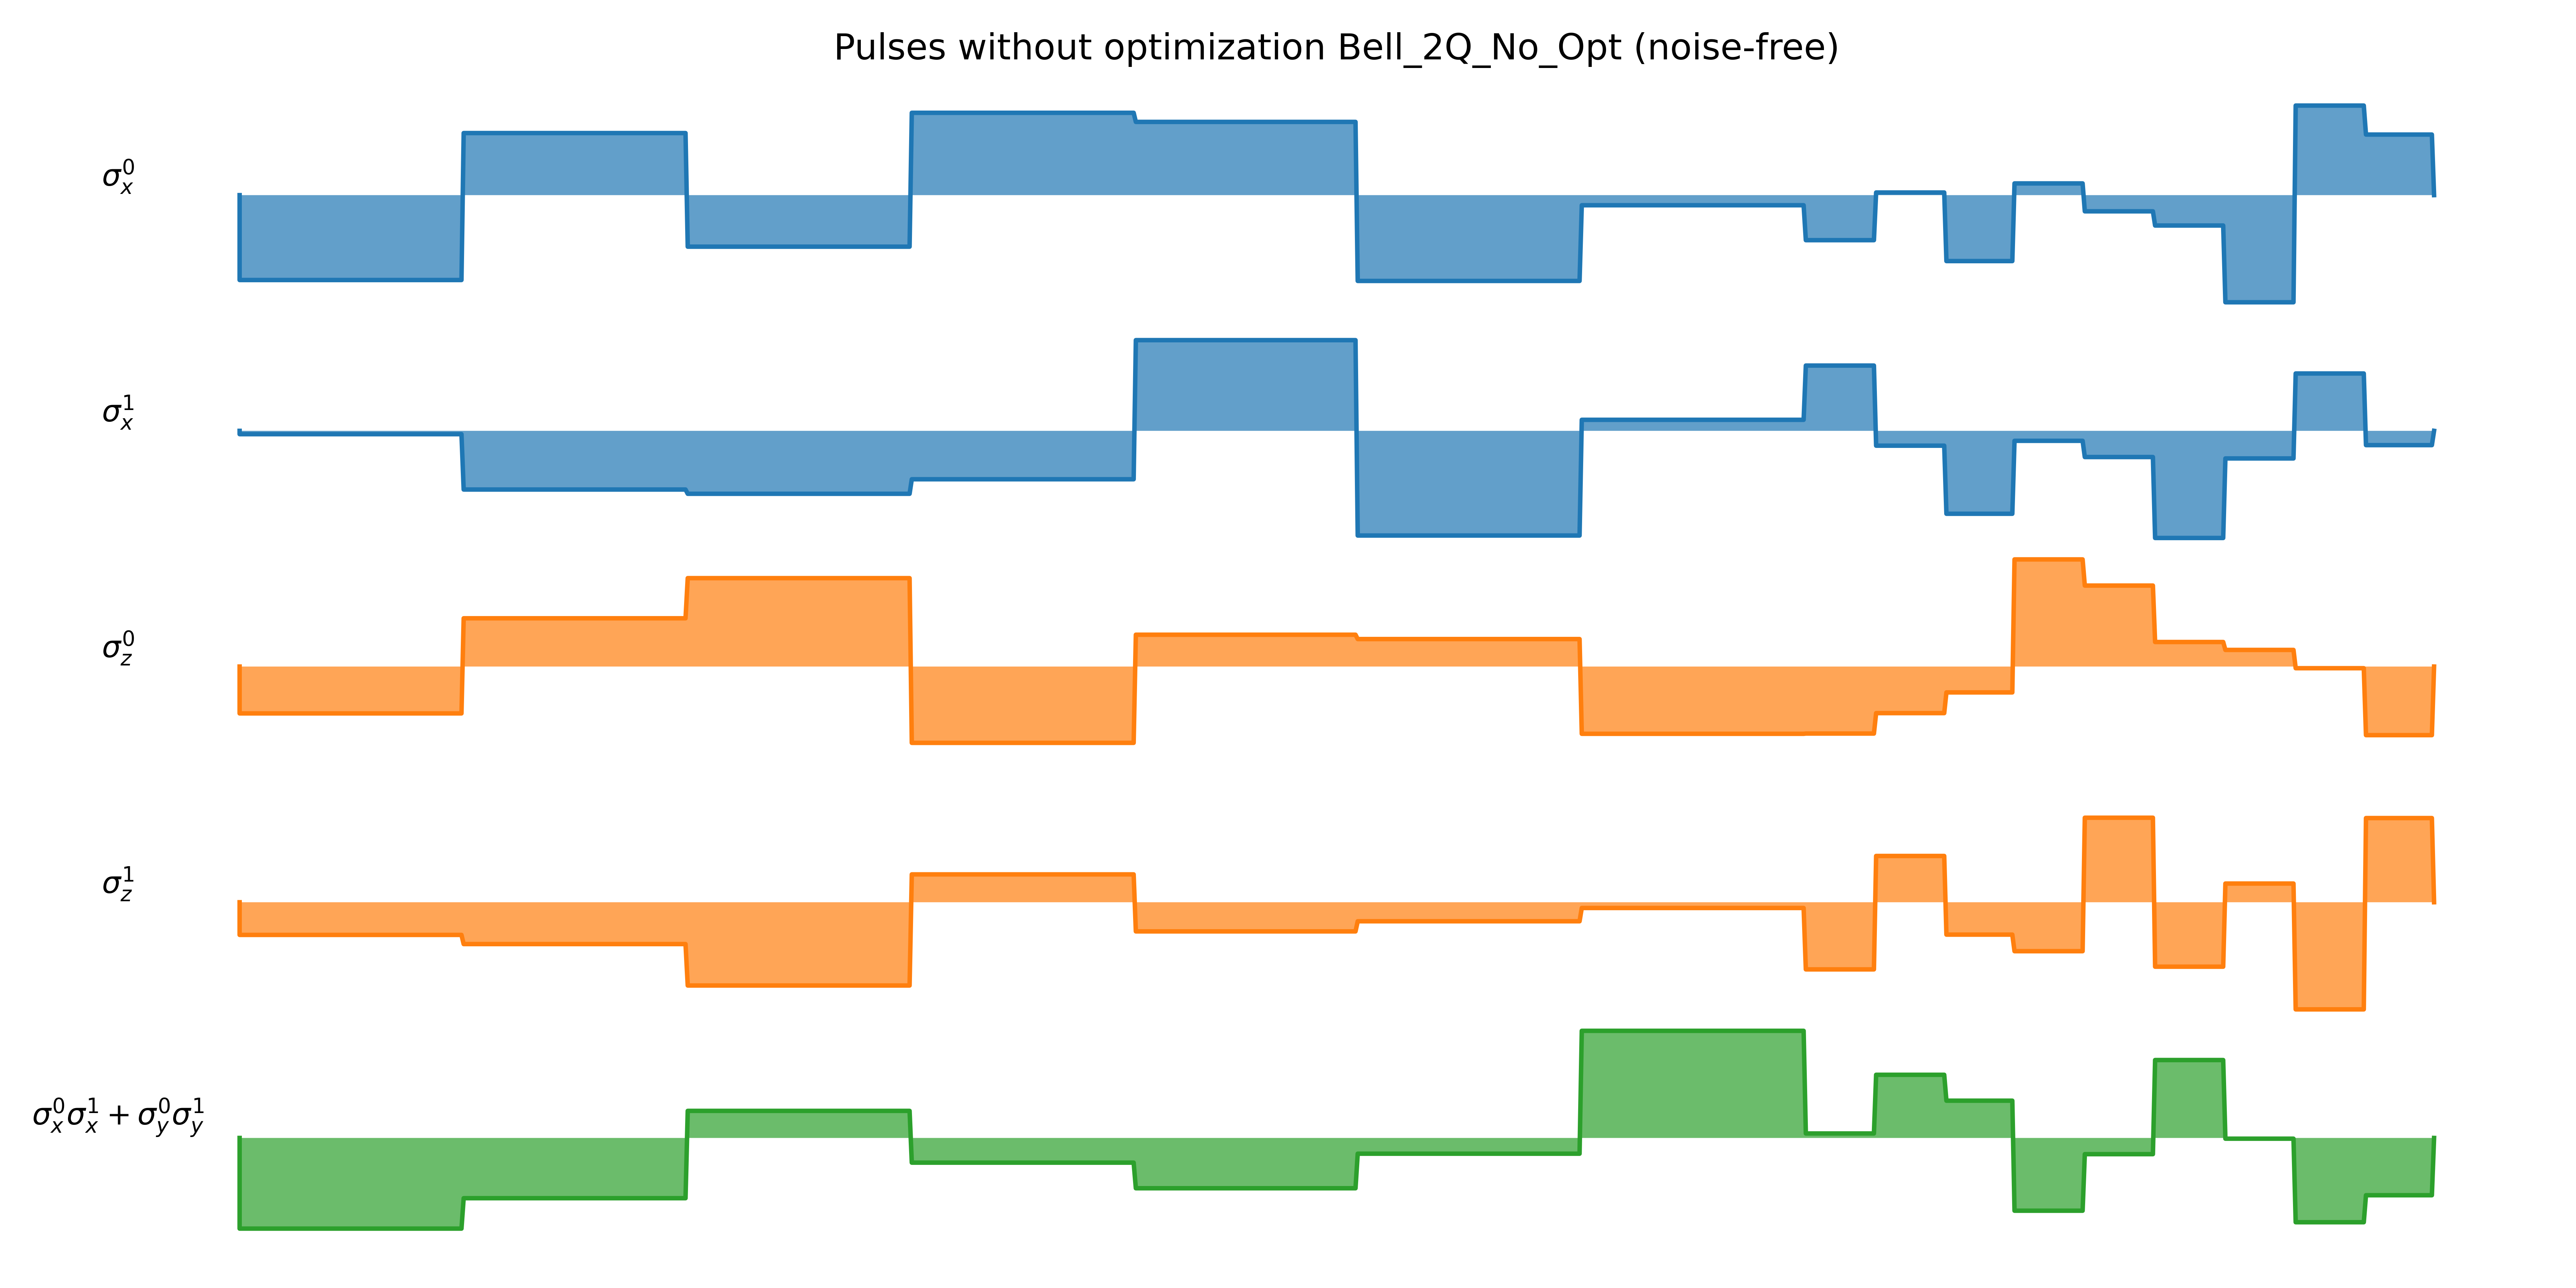 Pulses without optimization Bell_2Q_No_Opt (noise-free)
σ_x^0
σ_x^1
σ_z^0
σ_z^1
σ_x^0σ_x^1 + σ_y^0σ_y^1